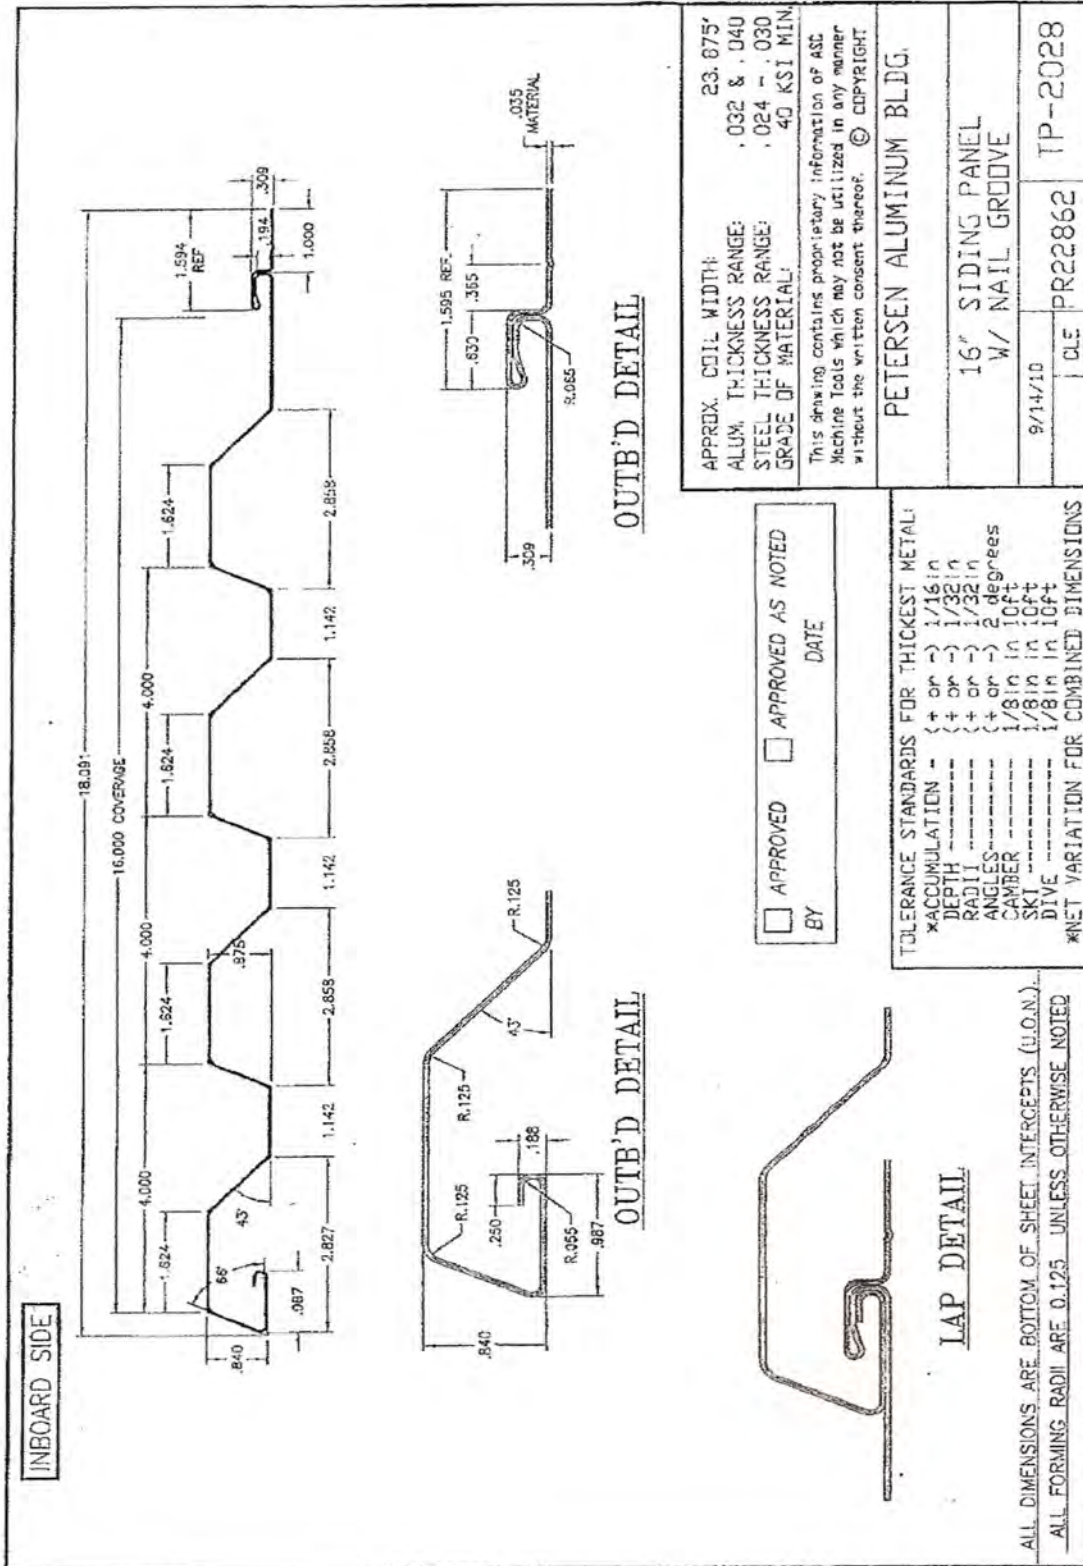 INBOARD SIDE
18.091
16.000 COVERAGE
4.000
4.000
4.000
4.000
1.624
1.624
1.624
1.624
1.594
REF
.309
.194
1.000
66°
43°
.840
.087
.875
2.827
1.142
2.858
1.142
2.858
1.142
2.858
R.125
R.125
R.125
43°
.840
.250
.188
R.055
.987
OUTB'D DETAIL
1.595 REF.
.630
.365
.035
MATERIAL
.309
R.065
OUTB'D DETAIL
LAP DETAIL
APPROVED
APPROVED AS NOTED
BY
DATE
ALL DIMENSIONS ARE BOTTOM OF SHEET INTERCEPTS (U.O.N.).
ALL FORMING RADII ARE 0.125 UNLESS OTHERWISE NOTED
TOLERANCE STANDARDS FOR THICKEST METAL:
*ACCUMULATION - (+ or -) 1/16in
DEPTH -------- (+ or -) 1/32in
RADII -------- (+ or -) 1/32in
ANGLES-------- (+ or -) 2 degrees
CAMBER -------- 1/8in in 10ft
SKI -------- 1/8in in 10ft
DIVE -------- 1/8in in 10ft
*NET VARIATION FOR COMBINED DIMENSIONS
APPROX. COIL WIDTH: 23.875"
ALUM. THICKNESS RANGE: .032 & .040
STEEL THICKNESS RANGE: .024 - .030
GRADE OF MATERIAL: 40 KSI MIN.
This drawing contains proprietary information of ASC
Machine Tools which may not be utilized in any manner
without the written consent thereof. © COPYRIGHT
PETERSEN ALUMINUM BLDG.
16" SIDING PANEL
W/ NAIL GROOVE
9/14/10
CLE
PR22862
TP-2028